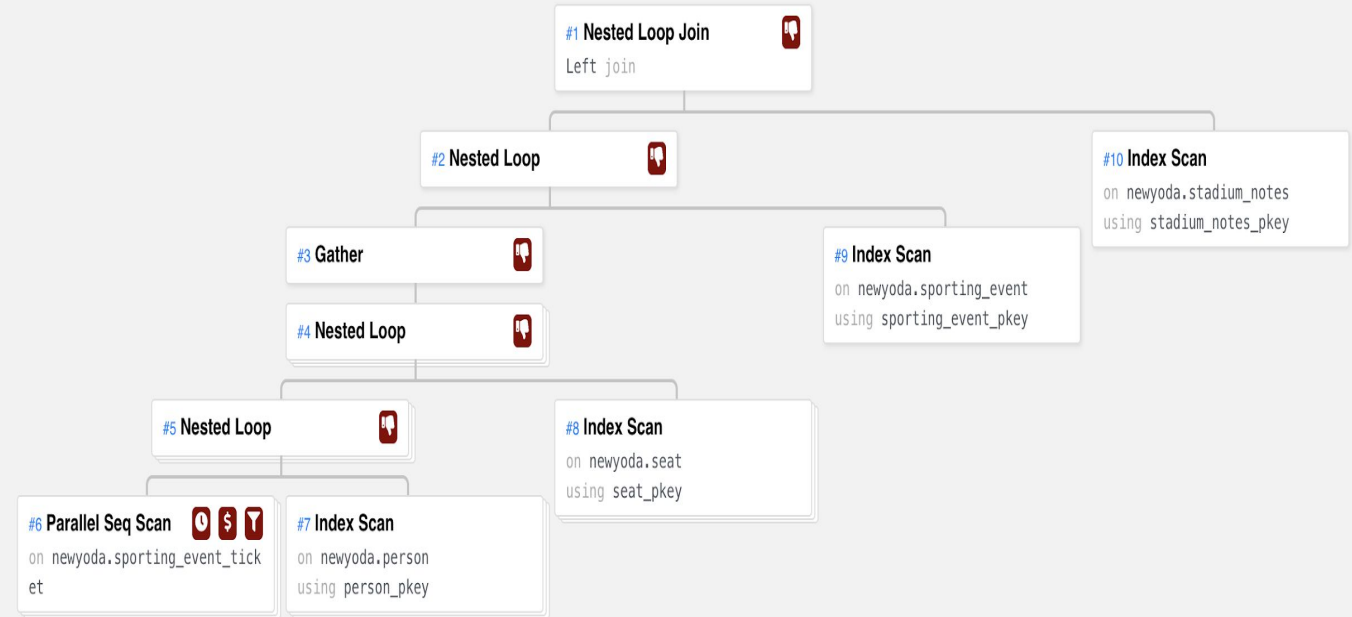 #1 Nested Loop Join
Left join
#2 Nested Loop
#10 Index Scan
on newyoda.stadium_notes
using stadium_notes_pkey
#3 Gather
#9 Index Scan
on newyoda.sporting_event
using sporting_event_pkey
#4 Nested Loop
#5 Nested Loop
#8 Index Scan
on newyoda.seat
using seat_pkey
#6 Parallel Seq Scan
$
on newyoda.sporting_event_tick
et
#7 Index Scan
on newyoda.person
using person_pkey